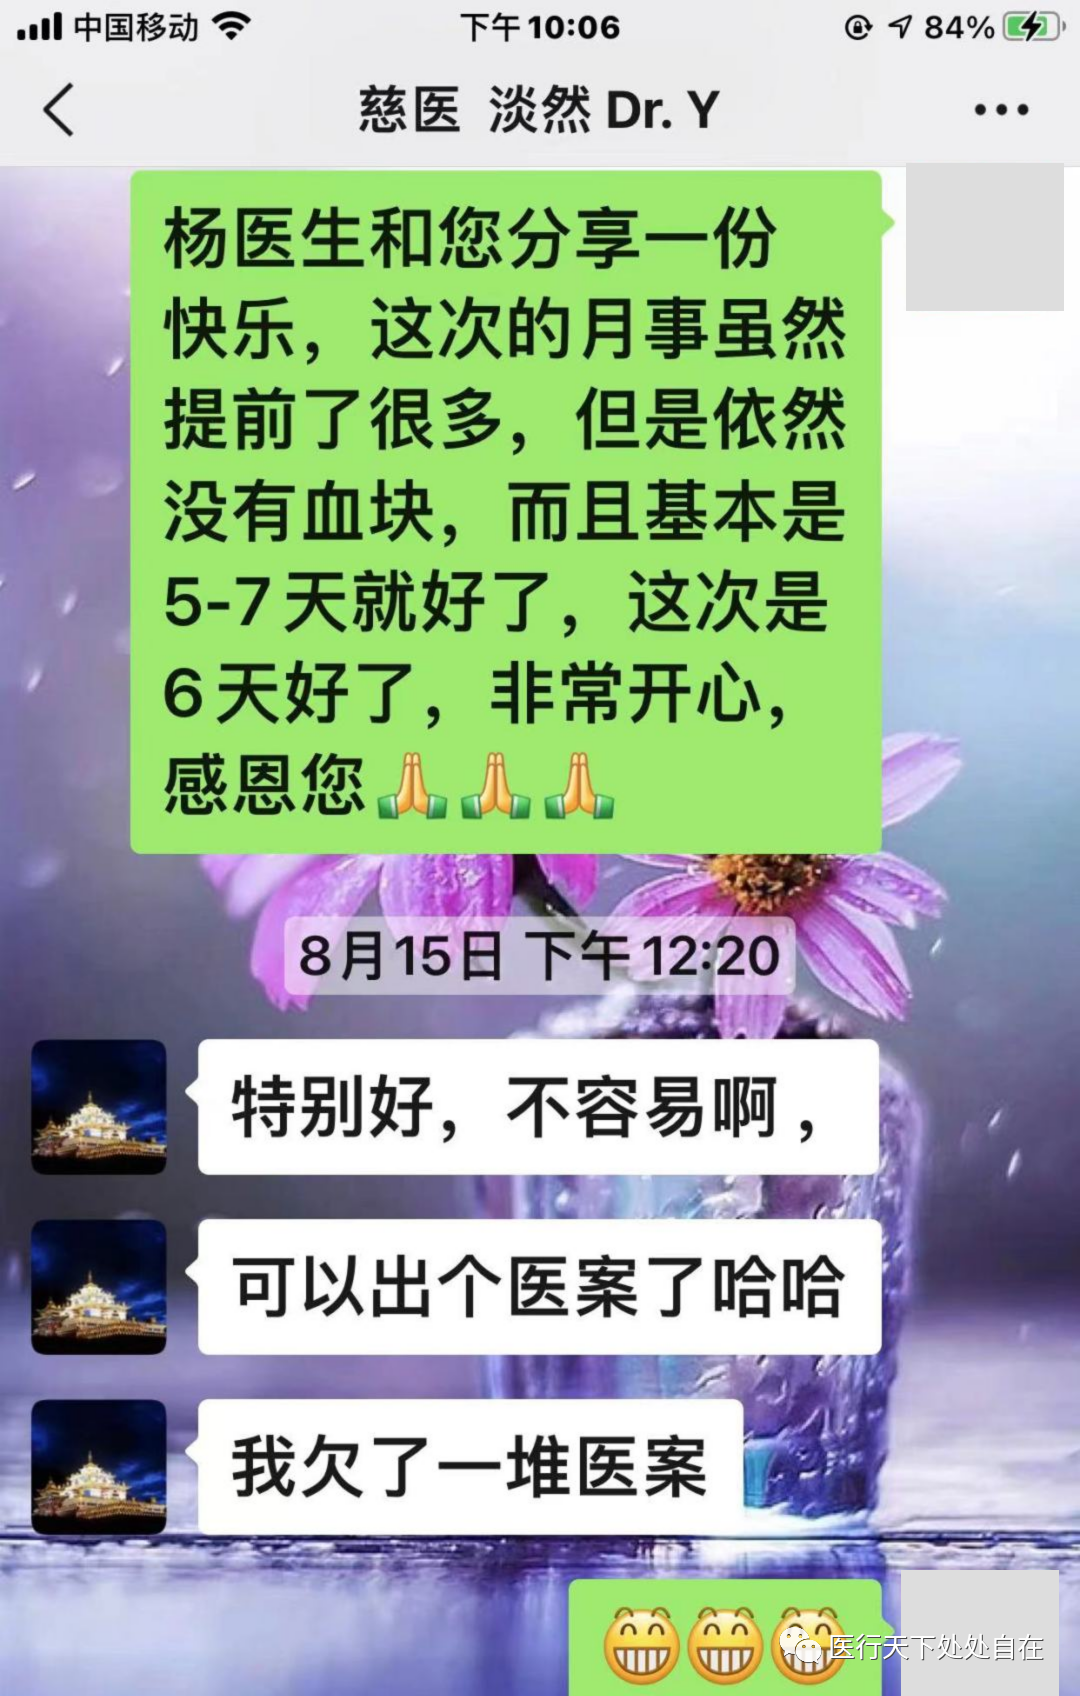 中国移动 下午10:06 84%
慈医 淡然 Dr. Y
杨医生和您分享一份
快乐，这次的月事虽然
提前了很多，但是依然
没有血块，而且基本是
5-7天就好了，这次是
6天好了，非常开心，
感恩您🙏🙏🙏
8月15日 下午12:20
特别好，不容易啊，
可以出个医案了哈哈
我欠了一堆医案
😁😁😁
医行天下处处自在